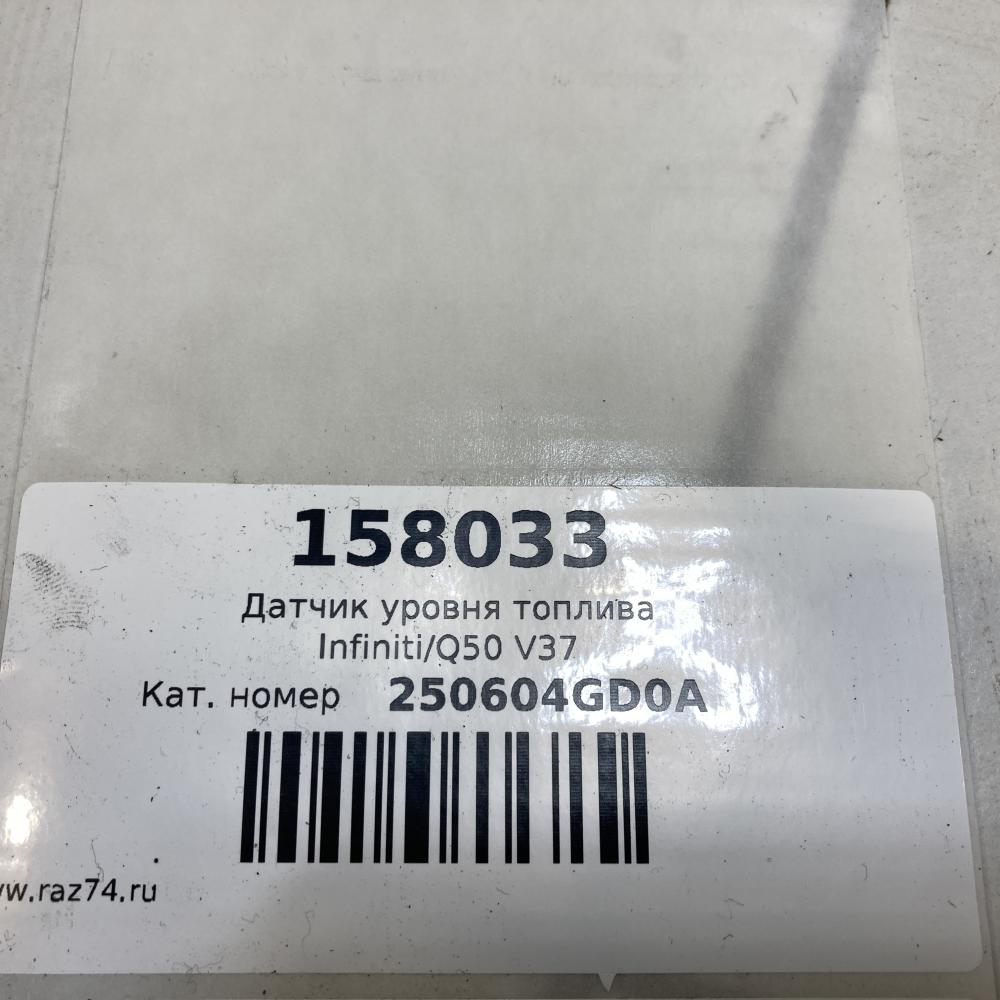 158033
Датчик уровня топлива
Infiniti/Q50 V37
Кат. номер 250604GD0A
w.raz74.ru